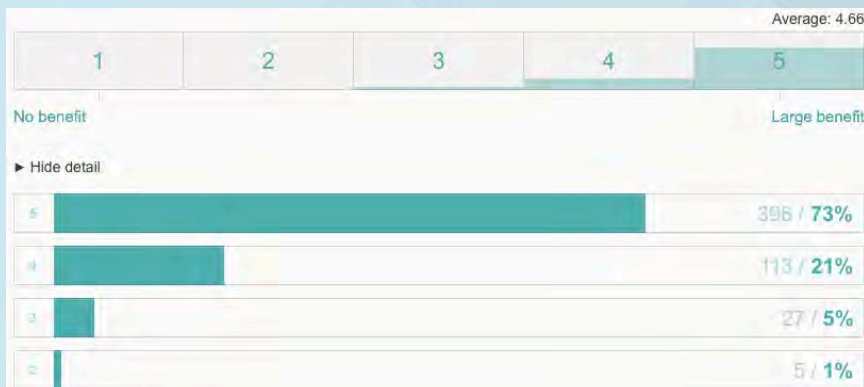 Average: 4.66
1 2 3 4 5
No benefit Large benefit
► Hide detail
5 396 / 73%
4 113 / 21%
3 27 / 5%
2 5 / 1%